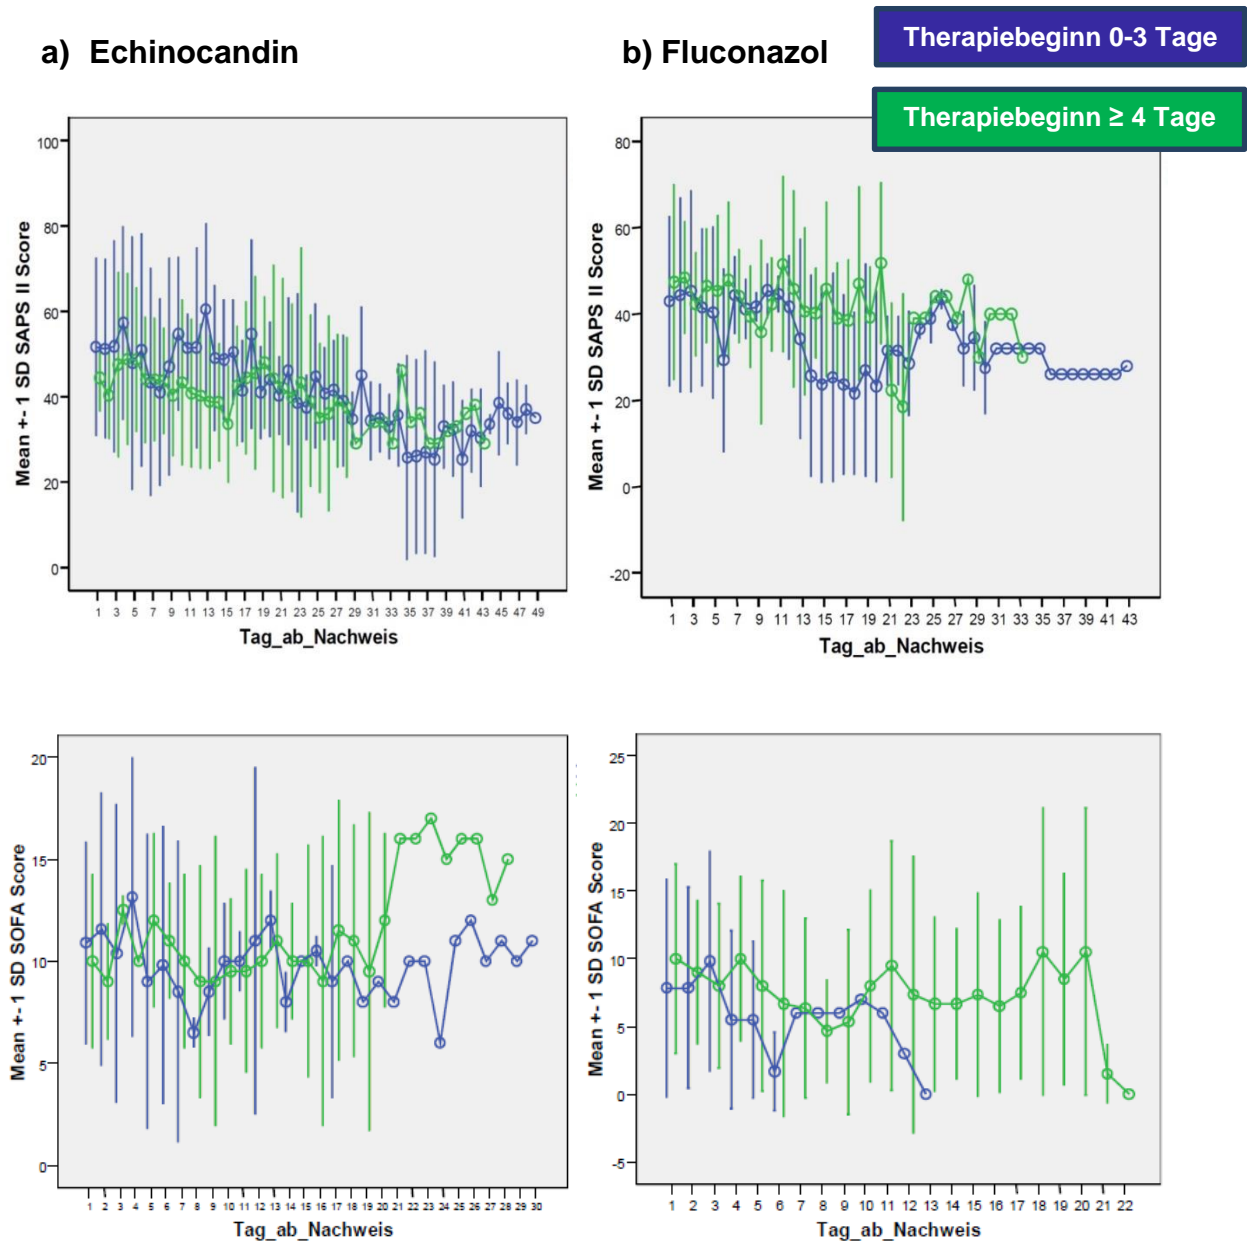 a) Echinocandin
b) Fluconazol
Therapiebeginn 0-3 Tage
Therapiebeginn ≥ 4 Tage
Mean +- 1 SD SAPS II Score
100
80
60
40
20
0
1 3 5 7 9 11 13 15 17 19 21 23 25 27 29 31 33 35 37 39 41 43 45 47 49
Tag_ab_Nachweis
Mean +- 1 SD SAPS II Score
80
60
40
20
0
-20
1 3 5 7 9 11 13 15 17 19 21 23 25 27 29 31 33 35 37 39 41 43
Tag_ab_Nachweis
Mean +- 1 SD SOFA Score
20
15
10
5
0
1 2 3 4 5 6 7 8 9 10 11 12 13 14 15 16 17 18 19 20 21 22 23 24 25 26 27 28 29 30
Tag_ab_Nachweis
Mean +- 1 SD SOFA Score
25
20
15
10
5
0
-5
1 2 3 4 5 6 7 8 9 10 11 12 13 14 15 16 17 18 19 20 21 22
Tag_ab_Nachweis